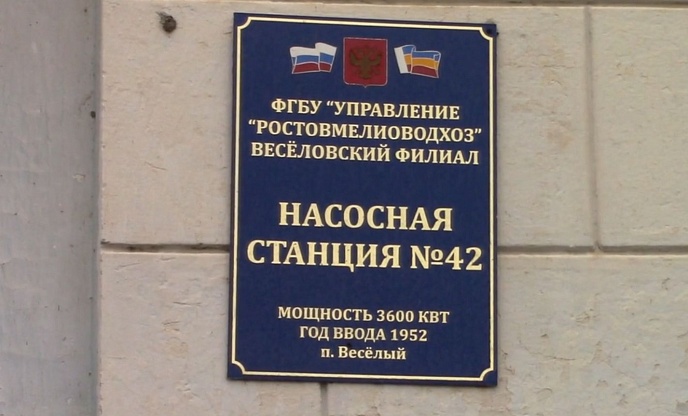 ФГБУ "УПРАВЛЕНИЕ
"РОСТОВМЕЛИОВОДХОЗ"
ВЕСЁЛОВСКИЙ ФИЛИАЛ
НАСОСНАЯ
СТАНЦИЯ №42
МОЩНОСТЬ 3600 КВТ
ГОД ВВОДА 1952
п. Весёлый